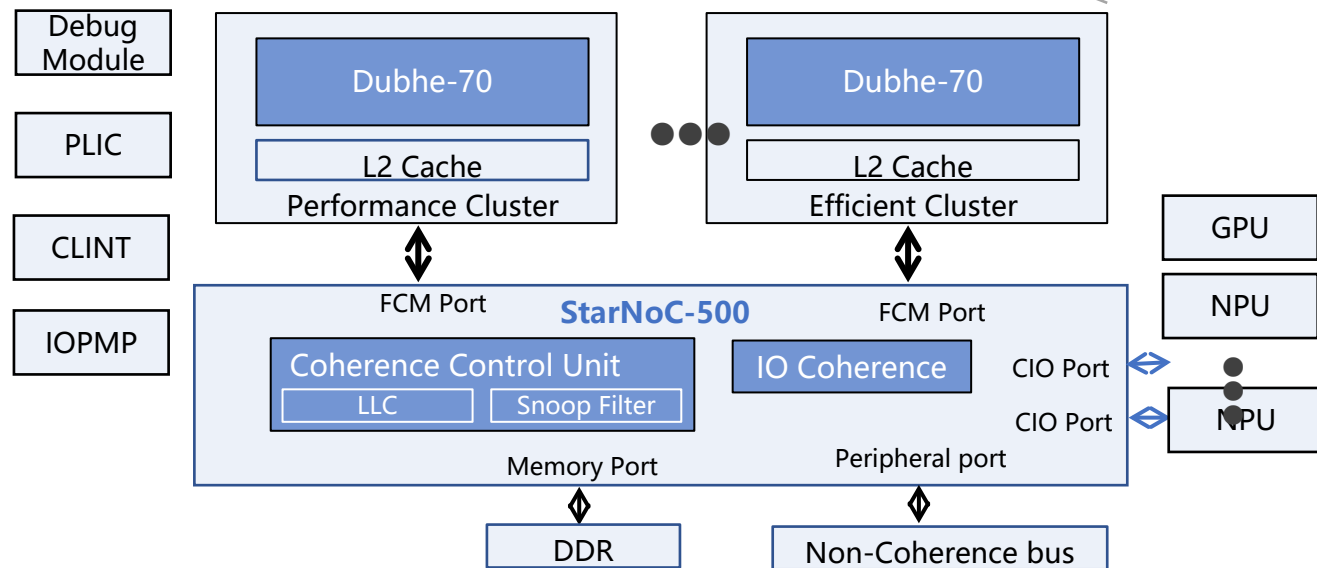 Debug
Module
PLIC
CLINT
IOPMP
Dubhe-70
L2 Cache
Performance Cluster
Dubhe-70
L2 Cache
Efficient Cluster
GPU
NPU
NPU
FCM Port
StarNoC-500
FCM Port
Coherence Control Unit
LLC
Snoop Filter
IO Coherence
CIO Port
CIO Port
Memory Port
Peripheral port
DDR
Non-Coherence bus